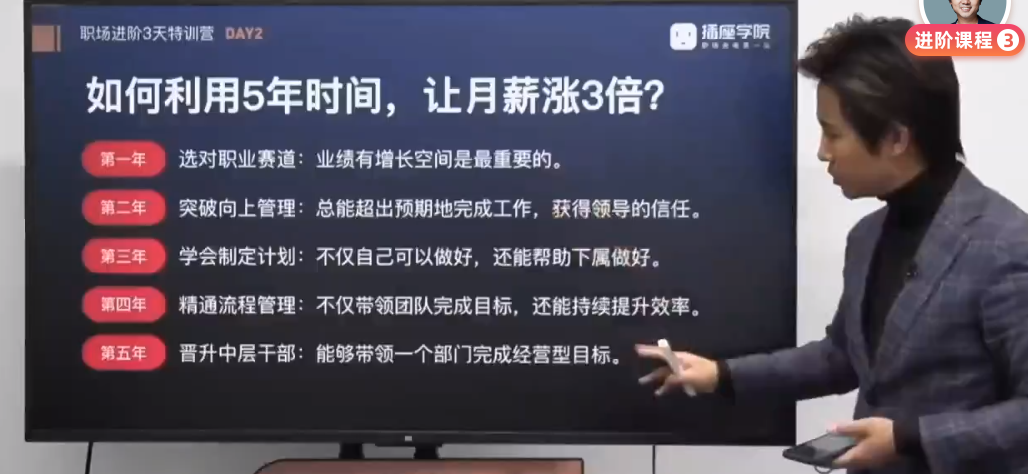 职场进阶3天特训营 DAY2
插座学院
职场充电第一站
进阶课程 3
如何利用5年时间，让月薪涨3倍？
第一年 选对职业赛道：业绩有增长空间是最重要的。
第二年 突破向上管理：总能超出预期地完成工作，获得领导的信任。
第三年 学会制定计划：不仅自己可以做好，还能帮助下属做好。
第四年 精通流程管理：不仅带领团队完成目标，还能持续提升效率。
第五年 晋升中层干部：能够带领一个部门完成经营型目标。